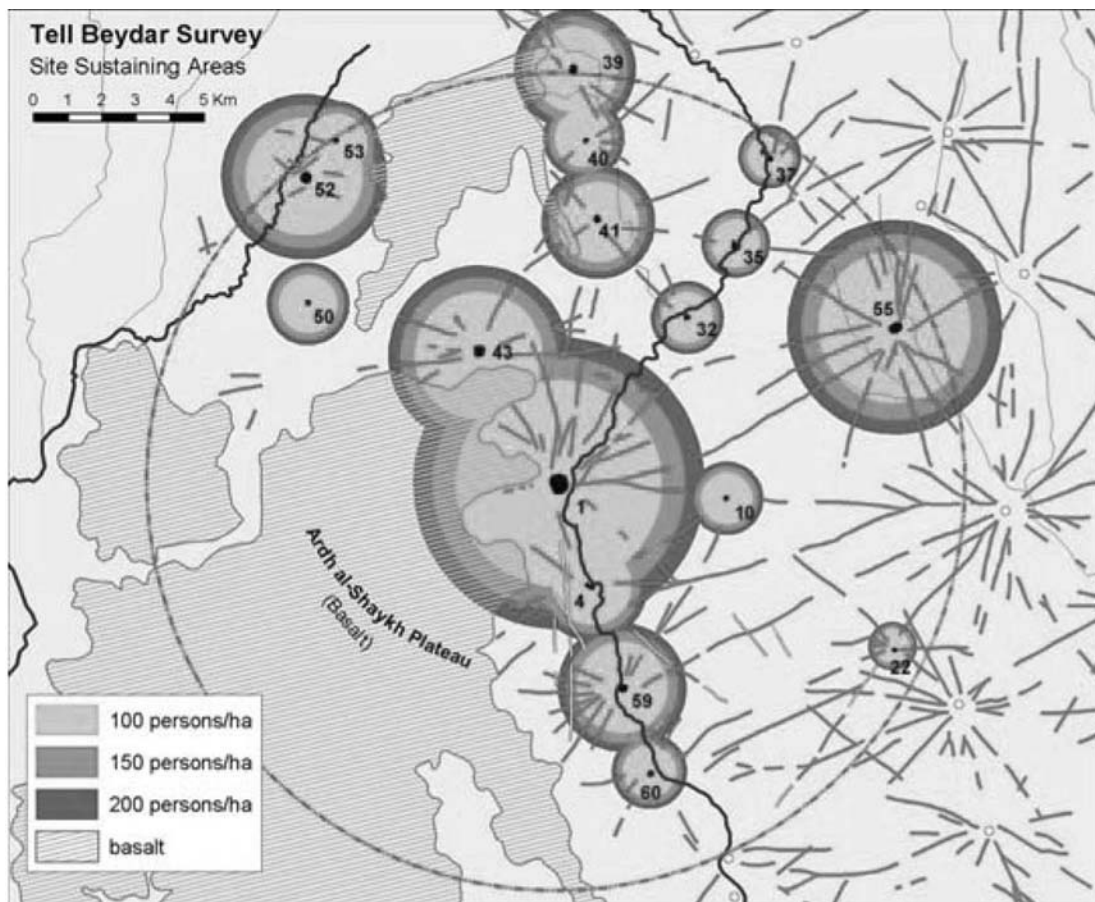 Tell Beydar Survey
Site Sustaining Areas
0 1 2 3 4 5 Km
39
53
40
37
52
41
35
50
32
55
43
1
10
4
Ardh al-Shaykh Plateau
(Basalt)
22
59
60
100 persons/ha
150 persons/ha
200 persons/ha
basalt